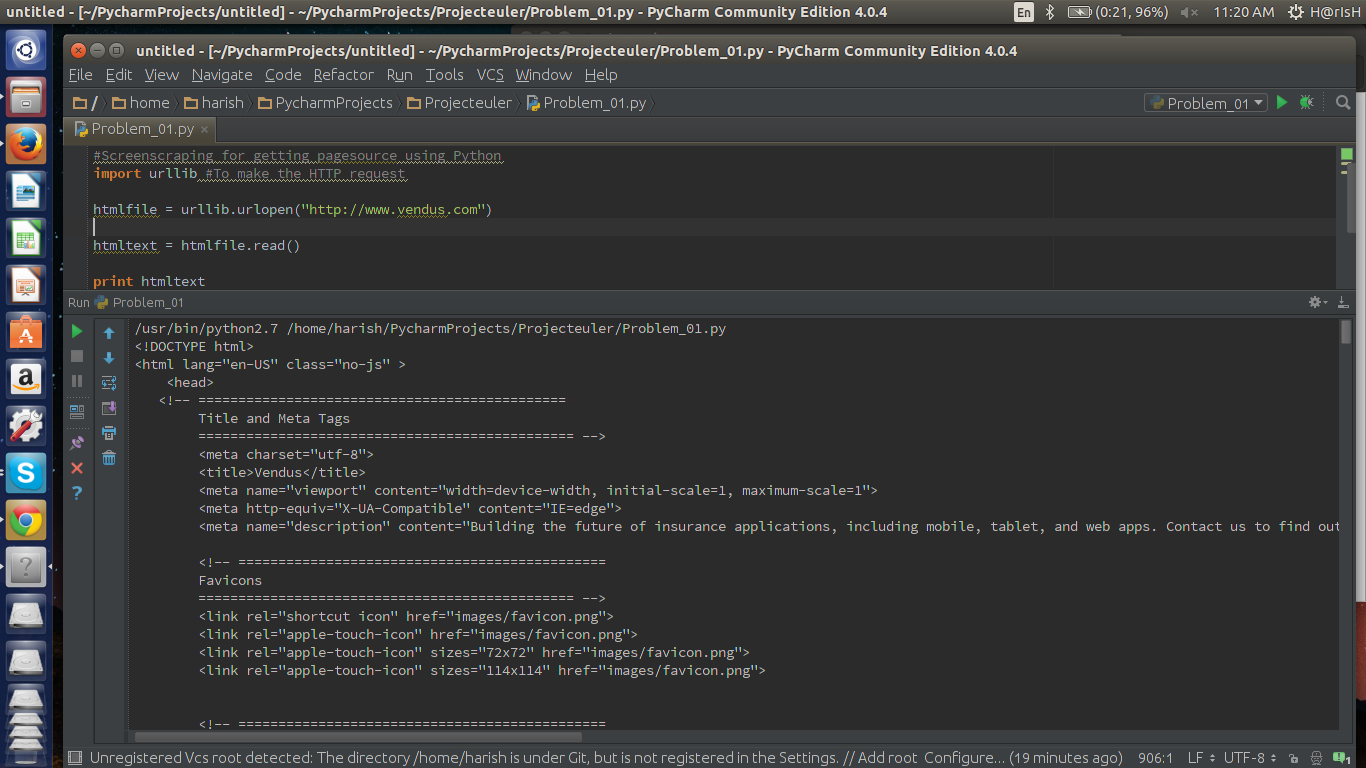 untitled - [~/PycharmProjects/untitled] - ~/PycharmProjects/Projecteuler/Problem_01.py - PyCharm Community Edition 4.0.4
En (0:21, 96%) 11:20 AM H@rIsH
untitled - [~/PycharmProjects/untitled] - ~/PycharmProjects/Projecteuler/Problem_01.py - PyCharm Community Edition 4.0.4
File Edit View Navigate Code Refactor Run Tools VCS Window Help
/ home harish PycharmProjects Projecteuler Problem_01.py Problem_01
Problem_01.py
#Screenscraping for getting pagesource using Python
import urllib #To make the HTTP request
htmlfile = urllib.urlopen("http://www.vendus.com")
htmltext = htmlfile.read()
print htmltext
Run Problem_01
/usr/bin/python2.7 /home/harish/PycharmProjects/Projecteuler/Problem_01.py
<!DOCTYPE html>
<html lang="en-US" class="no-js" >
<head>
<!-- ==============================================
Title and Meta Tags
=============================================== -->
<meta charset="utf-8">
<title>Vendus</title>
<meta name="viewport" content="width=device-width, initial-scale=1, maximum-scale=1">
<meta http-equiv="X-UA-Compatible" content="IE=edge">
<meta name="description" content="Building the future of insurance applications, including mobile, tablet, and web apps. Contact us to find out
<!-- ==============================================
Favicons
=============================================== -->
<link rel="shortcut icon" href="images/favicon.png">
<link rel="apple-touch-icon" href="images/favicon.png">
<link rel="apple-touch-icon" sizes="72x72" href="images/favicon.png">
<link rel="apple-touch-icon" sizes="114x114" href="images/favicon.png">
<!-- ==============================================
Unregistered Vcs root detected: The directory /home/harish is under Git, but is not registered in the Settings. // Add root Configure... (19 minutes ago) 906:1 LF UTF-8 1